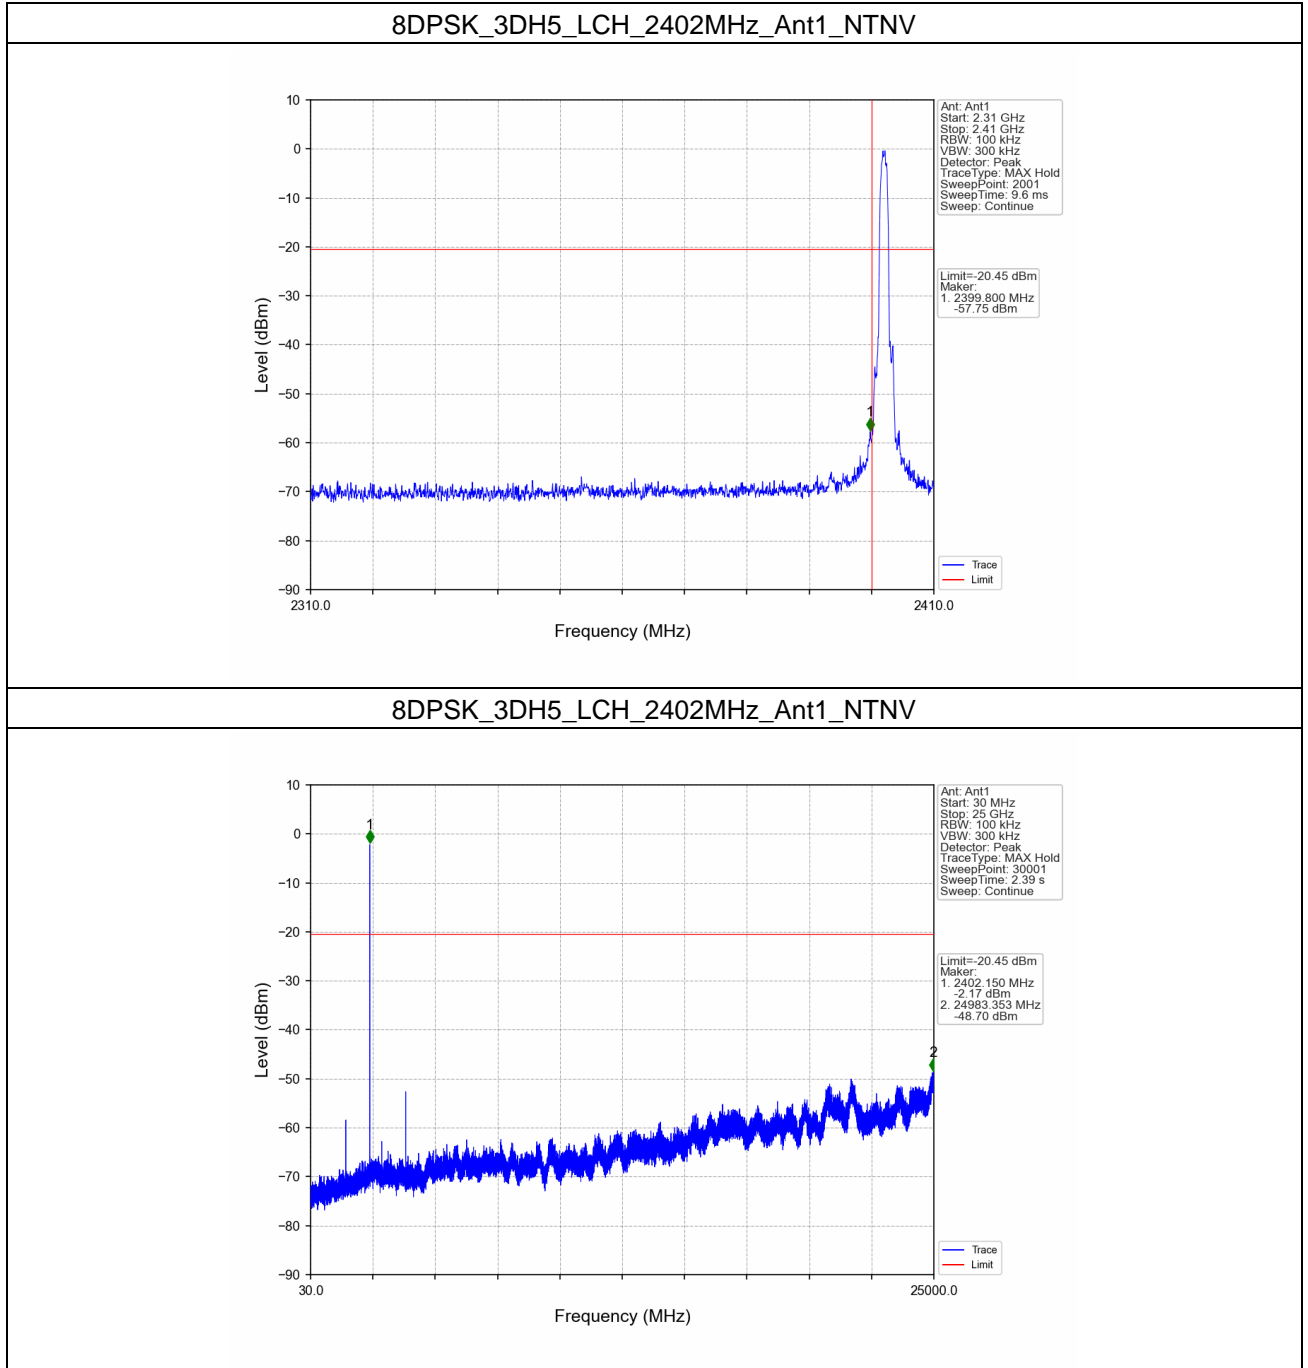 8DPSK_3DH5_LCH_2402MHz_Ant1_NTNV
10
0
−10
−20
−30
−40
−50
−60
−70
−80
−90
Level (dBm)
2310.0
2410.0
Frequency (MHz)
1
Ant: Ant1
Start: 2.31 GHz
Stop: 2.41 GHz
RBW: 100 kHz
VBW: 300 kHz
Detector: Peak
TraceType: MAX Hold
SweepPoint: 2001
SweepTime: 9.6 ms
Sweep: Continue
Limit=-20.45 dBm
Maker:
1. 2399.800 MHz
-57.75 dBm
Trace
Limit
8DPSK_3DH5_LCH_2402MHz_Ant1_NTNV
10
0
−10
−20
−30
−40
−50
−60
−70
−80
−90
Level (dBm)
30.0
25000.0
Frequency (MHz)
1
2
Ant: Ant1
Start: 30 MHz
Stop: 25 GHz
RBW: 100 kHz
VBW: 300 kHz
Detector: Peak
TraceType: MAX Hold
SweepPoint: 30001
SweepTime: 2.39 s
Sweep: Continue
Limit=-20.45 dBm
Maker:
1. 2402.150 MHz
-2.17 dBm
2. 24983.353 MHz
-48.70 dBm
Trace
Limit